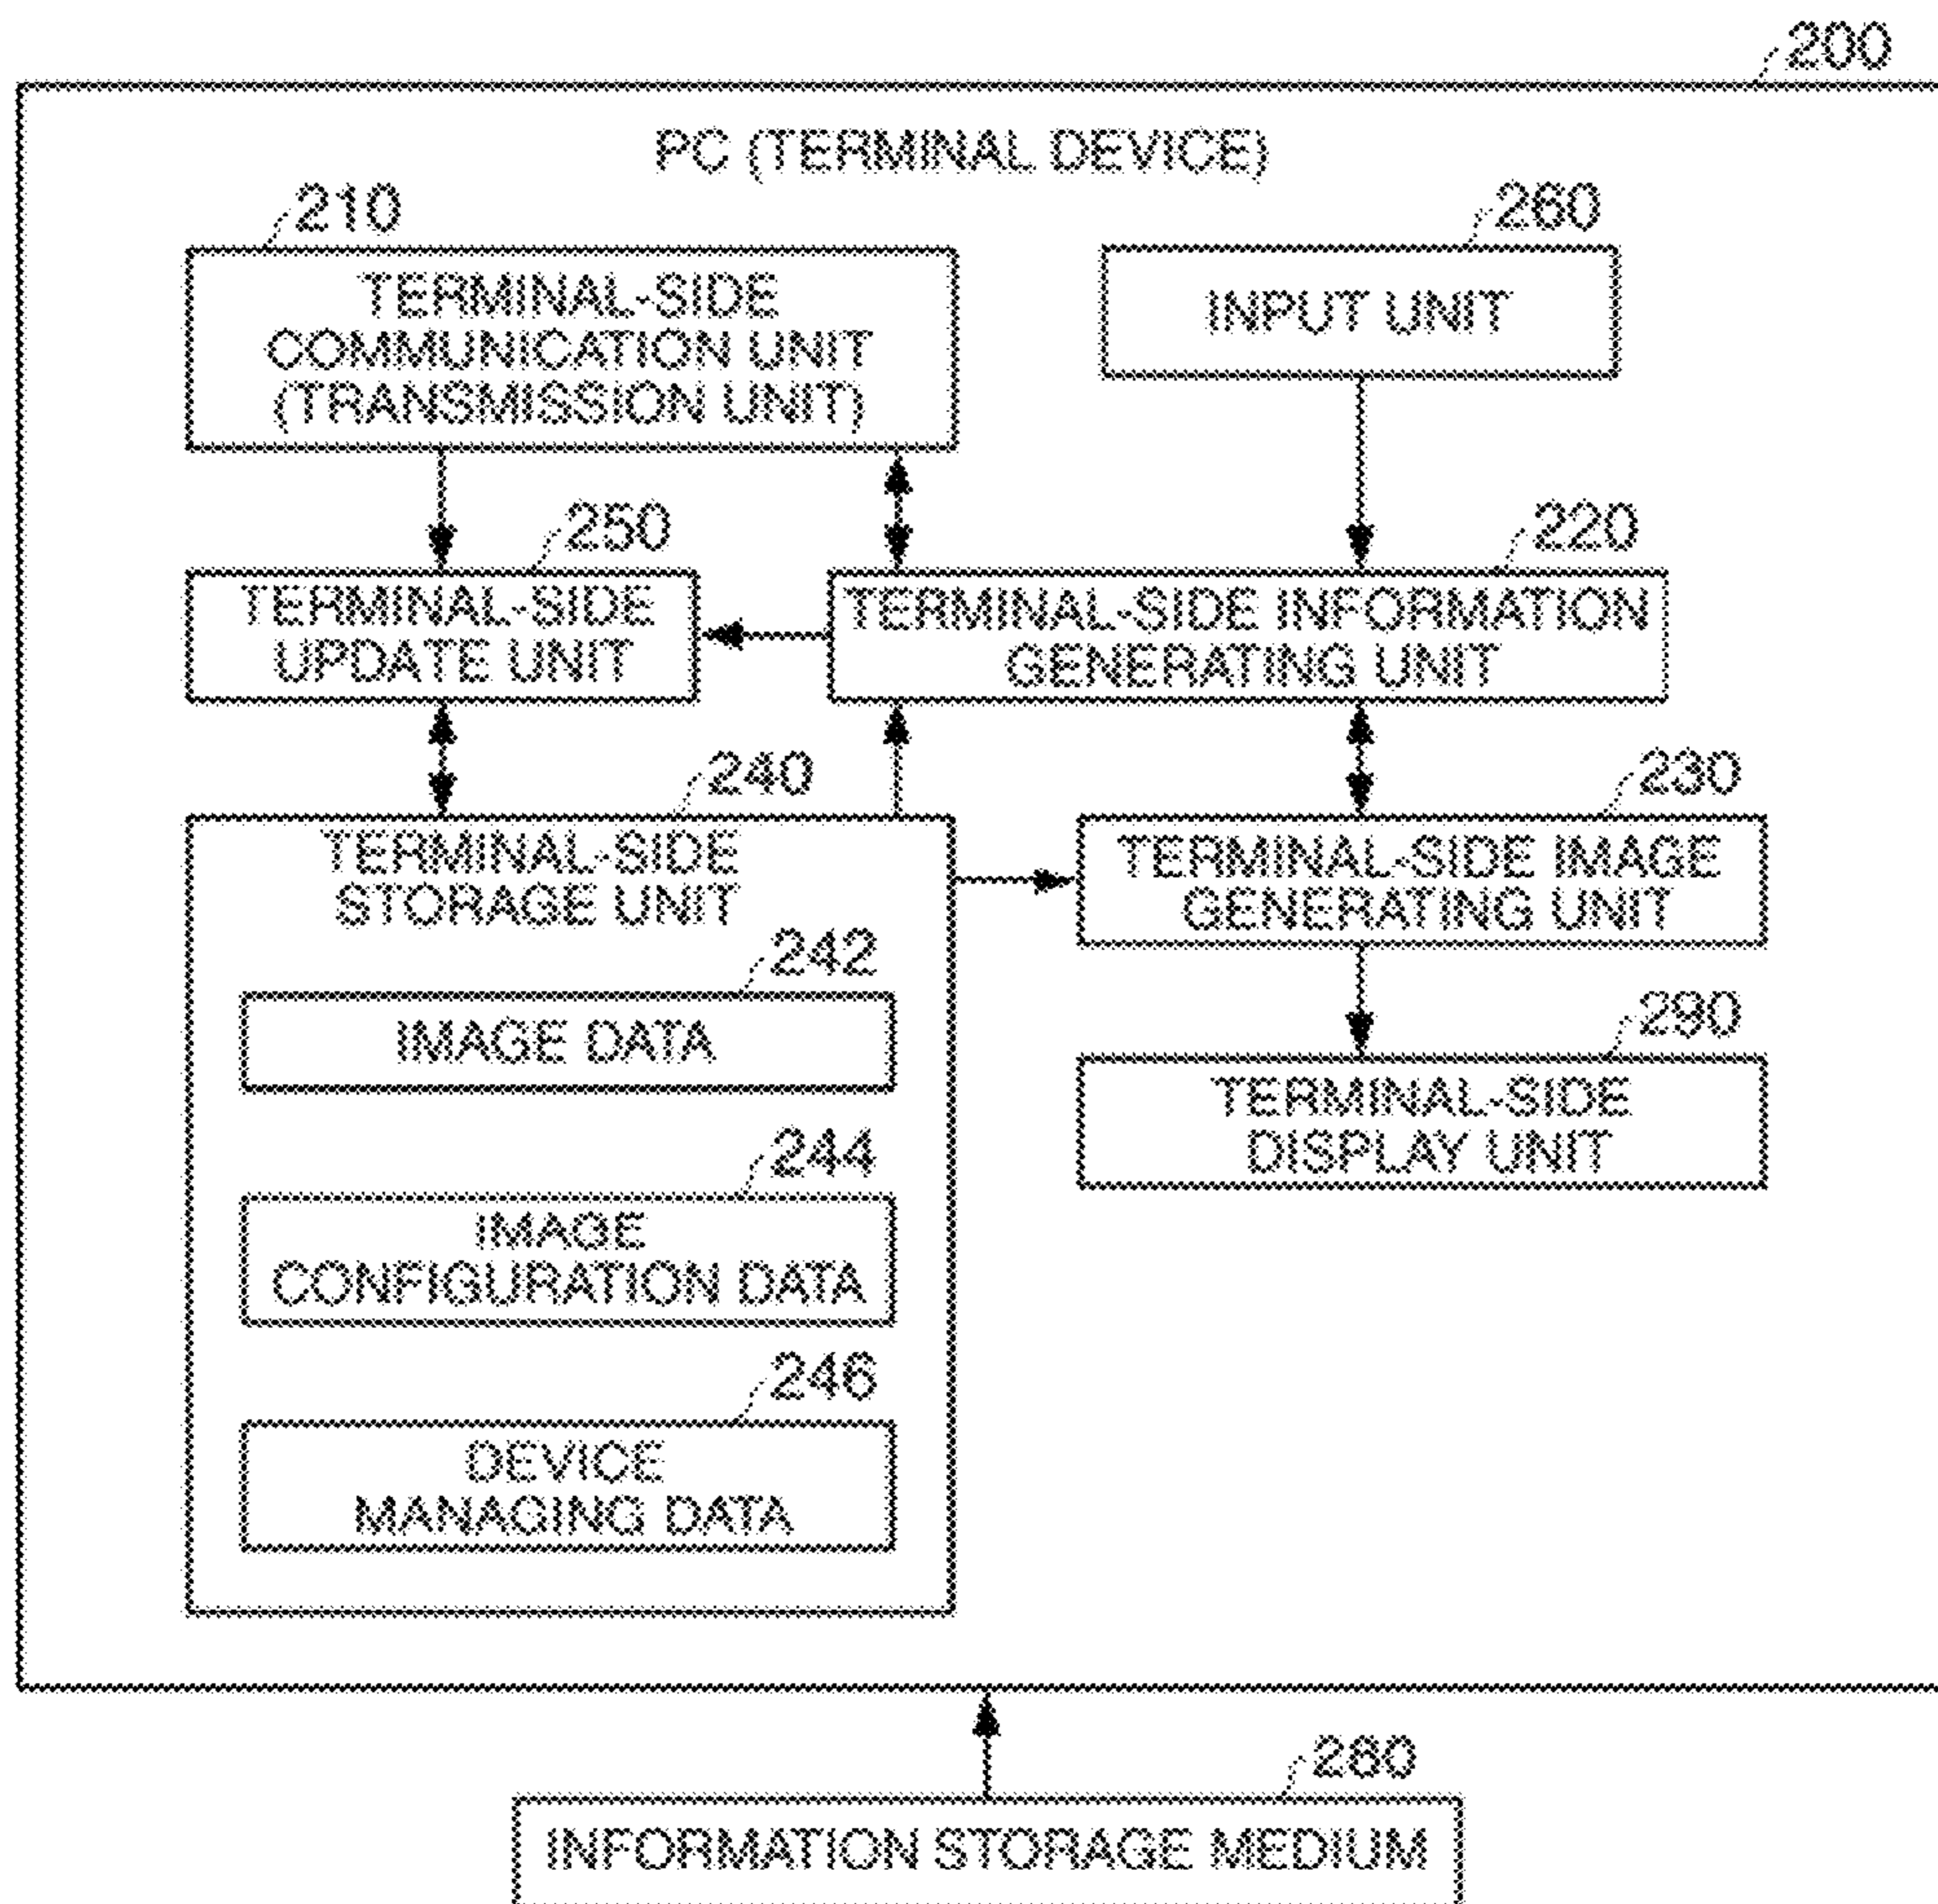 200
PC (TERMINAL DEVICE)
210
TERMINAL-SIDE
COMMUNICATION UNIT
(TRANSMISSION UNIT)
260
INPUT UNIT
250
TERMINAL-SIDE
UPDATE UNIT
220
TERMINAL-SIDE INFORMATION
GENERATING UNIT
240
TERMINAL-SIDE
STORAGE UNIT
242
IMAGE DATA
244
IMAGE
CONFIGURATION DATA
246
DEVICE
MANAGING DATA
230
TERMINAL-SIDE IMAGE
GENERATING UNIT
290
TERMINAL-SIDE
DISPLAY UNIT
280
INFORMATION STORAGE MEDIUM